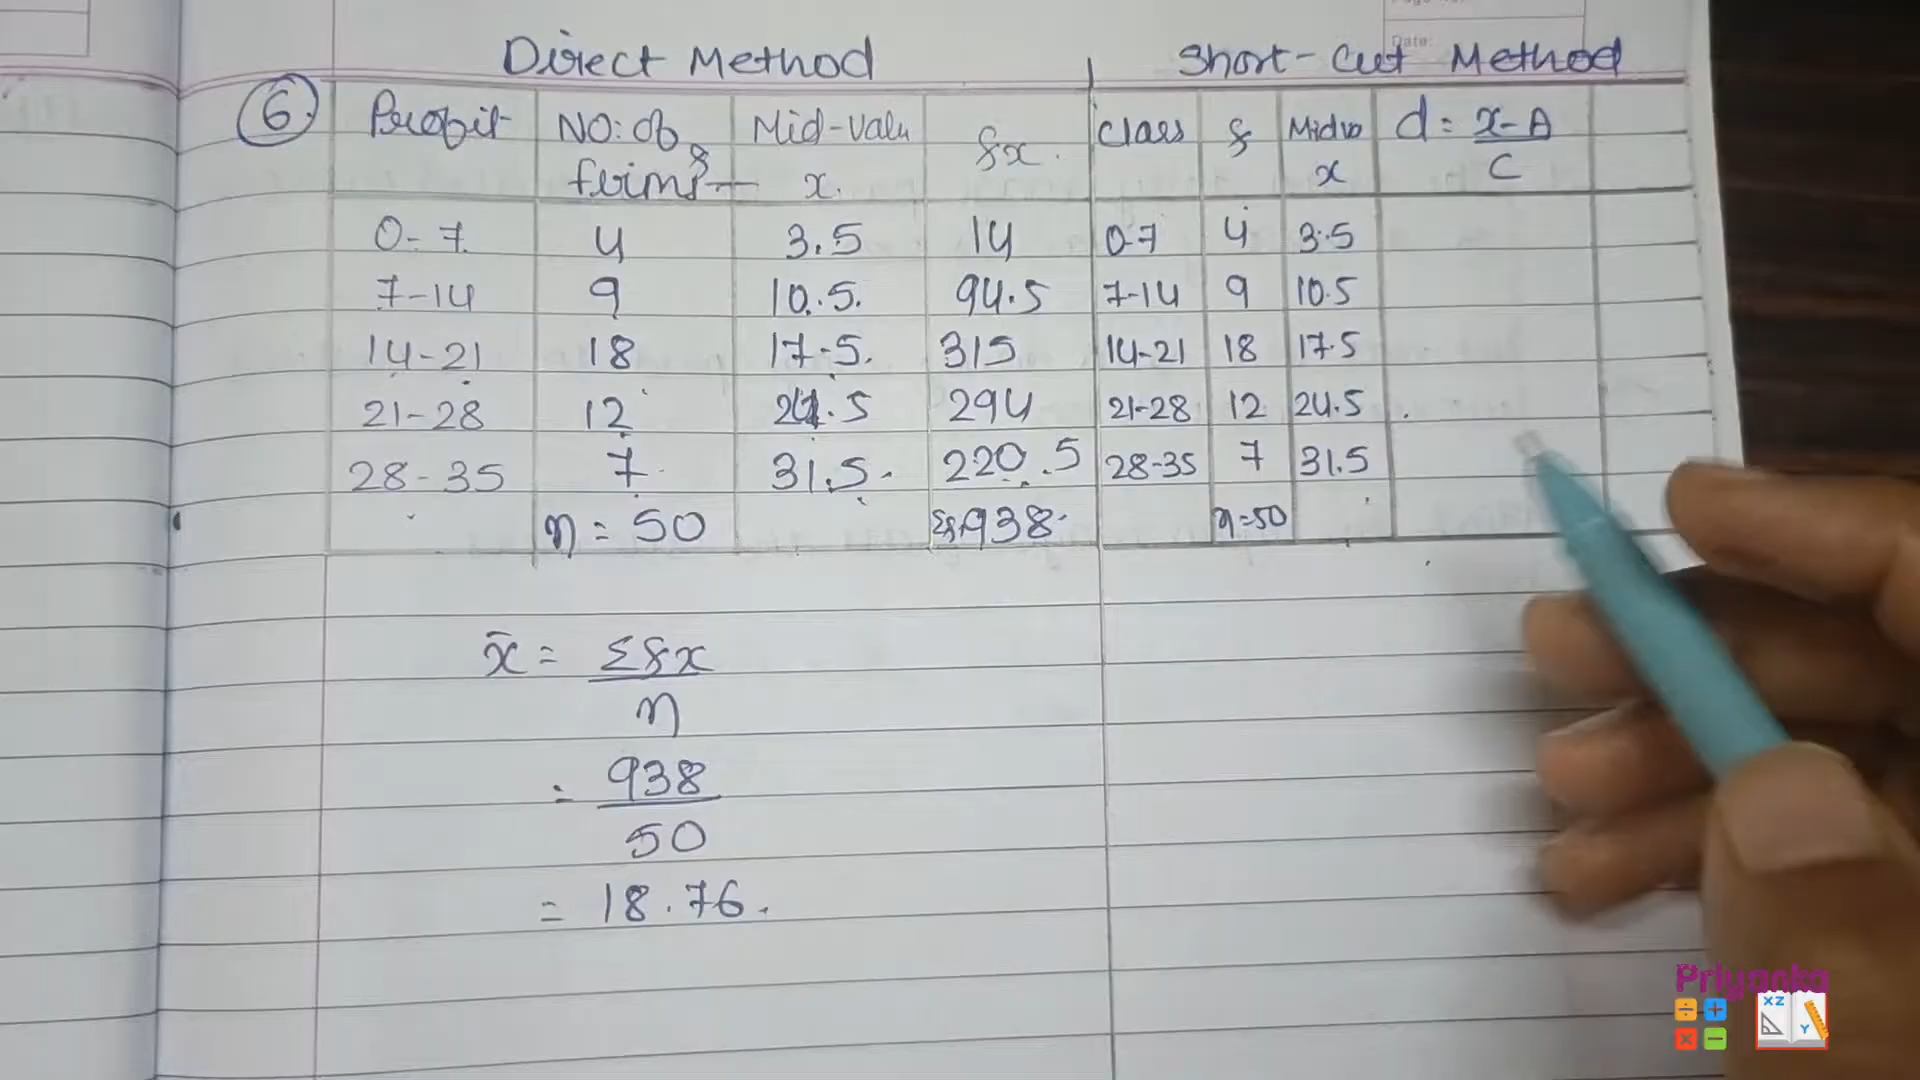 Direct Method
Short-Cut Method
Date:
6. Profit NO: of firms f Mid-Valu x. fx. Class f Midva x d = x-A / C
0-7 4 3.5 14 0-7 4 3.5
7-14 9 10.5. 94.5 7-14 9 10.5
14-21 18 17.5. 315 14-21 18 17.5
21-28 12 24.5 294 21-28 12 24.5
28-35 7 31.5. 220.5 28-35 7 31.5
n = 50 Σfx 938 n=50
x̄ = Σfx
n
= 938
50
= 18.76.
Priyanka
XZ
Y